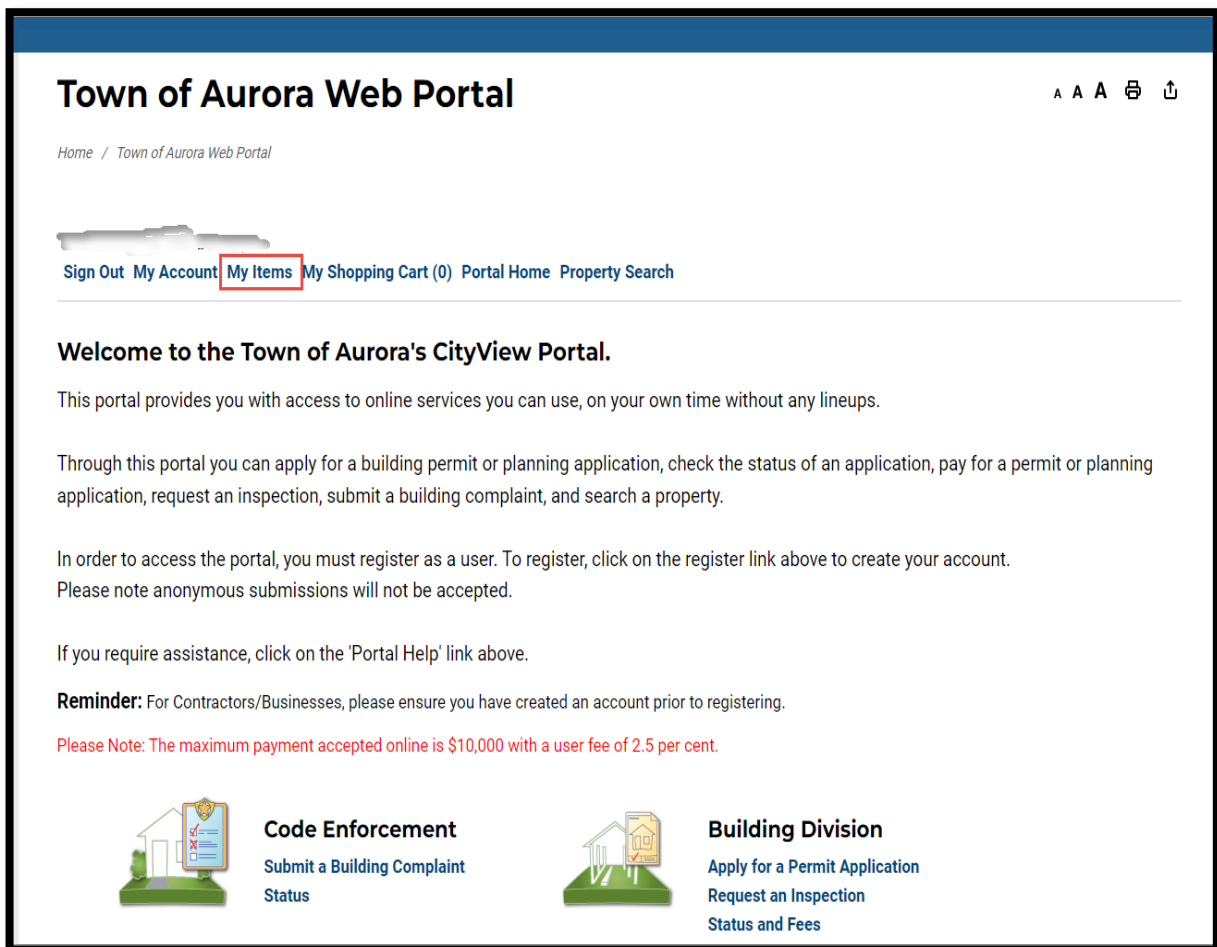 Town of Aurora Web Portal
A A A
Home / Town of Aurora Web Portal
Sign Out My Account My Items My Shopping Cart (0) Portal Home Property Search
Welcome to the Town of Aurora's CityView Portal.
This portal provides you with access to online services you can use, on your own time without any lineups.
Through this portal you can apply for a building permit or planning application, check the status of an application, pay for a permit or planning
application, request an inspection, submit a building complaint, and search a property.
In order to access the portal, you must register as a user. To register, click on the register link above to create your account.
Please note anonymous submissions will not be accepted.
If you require assistance, click on the 'Portal Help' link above.
Reminder: For Contractors/Businesses, please ensure you have created an account prior to registering.
Please Note: The maximum payment accepted online is $10,000 with a user fee of 2.5 per cent.
Code Enforcement
Submit a Building Complaint
Status
Building Division
Apply for a Permit Application
Request an Inspection
Status and Fees